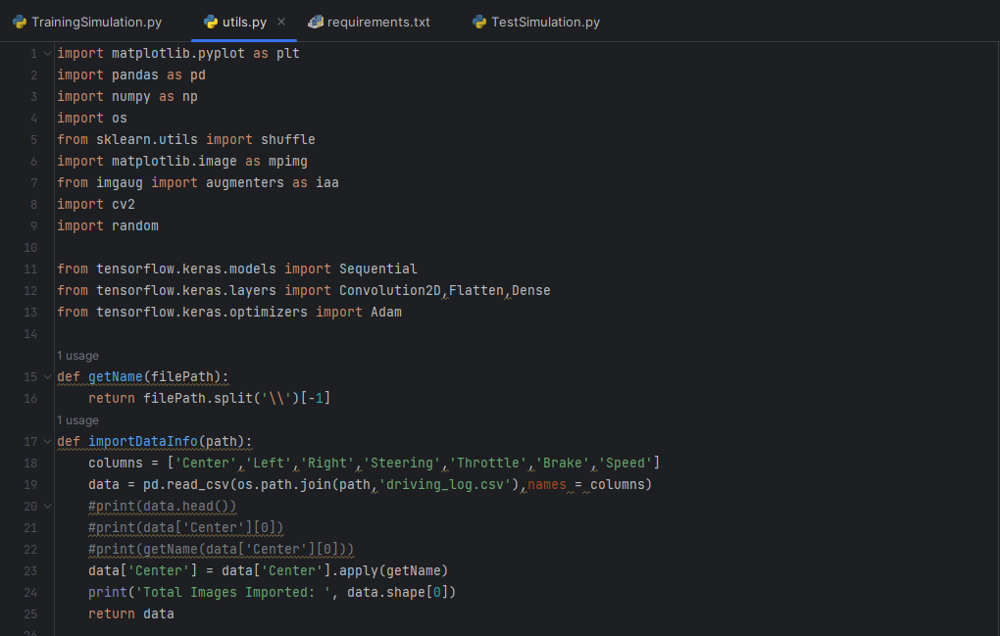 TrainingSimulation.py utils.py requirements.txt TestSimulation.py
1 import matplotlib.pyplot as plt
2 import pandas as pd
3 import numpy as np
4 import os
5 from sklearn.utils import shuffle
6 import matplotlib.image as mpimg
7 from imgaug import augmenters as iaa
8 import cv2
9 import random
10
11 from tensorflow.keras.models import Sequential
12 from tensorflow.keras.layers import Convolution2D,Flatten,Dense
13 from tensorflow.keras.optimizers import Adam
14
1 usage
15 def getName(filePath):
16     return filePath.split('\\')[-1]
1 usage
17 def importDataInfo(path):
18     columns = ['Center','Left','Right','Steering','Throttle','Brake','Speed']
19     data = pd.read_csv(os.path.join(path,'driving_log.csv'),names = columns)
20     #print(data.head())
21     #print(data['Center'][0])
22     #print(getName(data['Center'][0]))
23     data['Center'] = data['Center'].apply(getName)
24     print('Total Images Imported: ', data.shape[0])
25     return data
26